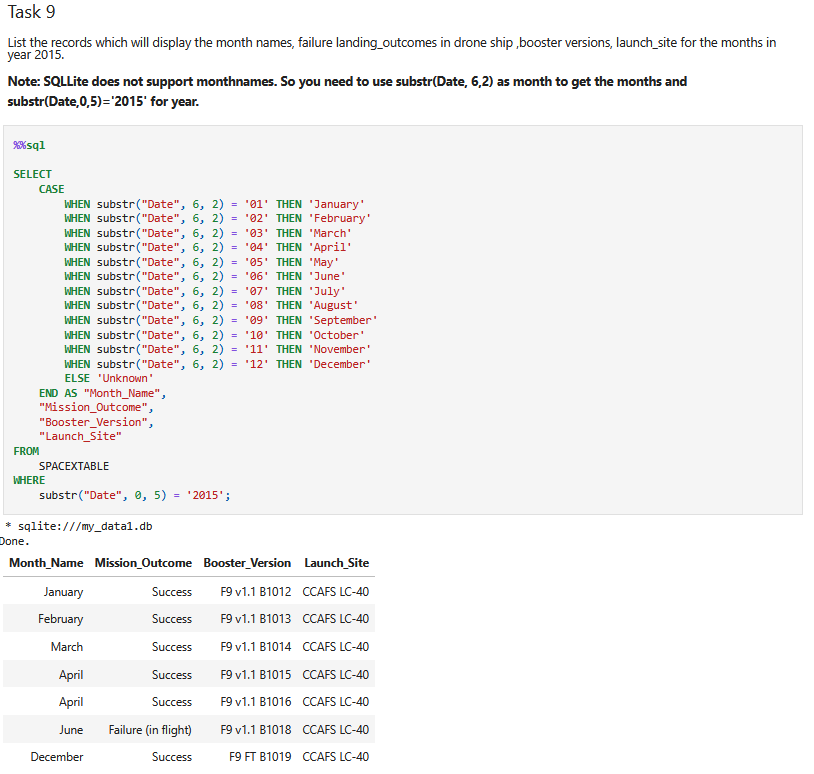 Task 9
List the records which will display the month names, failure landing_outcomes in drone ship ,booster versions, launch_site for the months in
year 2015.
Note: SQLLite does not support monthnames. So you need to use substr(Date, 6,2) as month to get the months and
substr(Date,0,5)='2015' for year.
%%sql
SELECT
CASE
WHEN substr("Date", 6, 2) = '01' THEN 'January'
WHEN substr("Date", 6, 2) = '02' THEN 'February'
WHEN substr("Date", 6, 2) = '03' THEN 'March'
WHEN substr("Date", 6, 2) = '04' THEN 'April'
WHEN substr("Date", 6, 2) = '05' THEN 'May'
WHEN substr("Date", 6, 2) = '06' THEN 'June'
WHEN substr("Date", 6, 2) = '07' THEN 'July'
WHEN substr("Date", 6, 2) = '08' THEN 'August'
WHEN substr("Date", 6, 2) = '09' THEN 'September'
WHEN substr("Date", 6, 2) = '10' THEN 'October'
WHEN substr("Date", 6, 2) = '11' THEN 'November'
WHEN substr("Date", 6, 2) = '12' THEN 'December'
ELSE 'Unknown'
END AS "Month_Name",
"Mission_Outcome",
"Booster_Version",
"Launch_Site"
FROM
SPACEXTABLE
WHERE
substr("Date", 0, 5) = '2015';
* sqlite:///my_data1.db
Done.
Month_Name Mission_Outcome Booster_Version Launch_Site
January Success F9 v1.1 B1012 CCAFS LC-40
February Success F9 v1.1 B1013 CCAFS LC-40
March Success F9 v1.1 B1014 CCAFS LC-40
April Success F9 v1.1 B1015 CCAFS LC-40
April Success F9 v1.1 B1016 CCAFS LC-40
June Failure (in flight) F9 v1.1 B1018 CCAFS LC-40
December Success F9 FT B1019 CCAFS LC-40